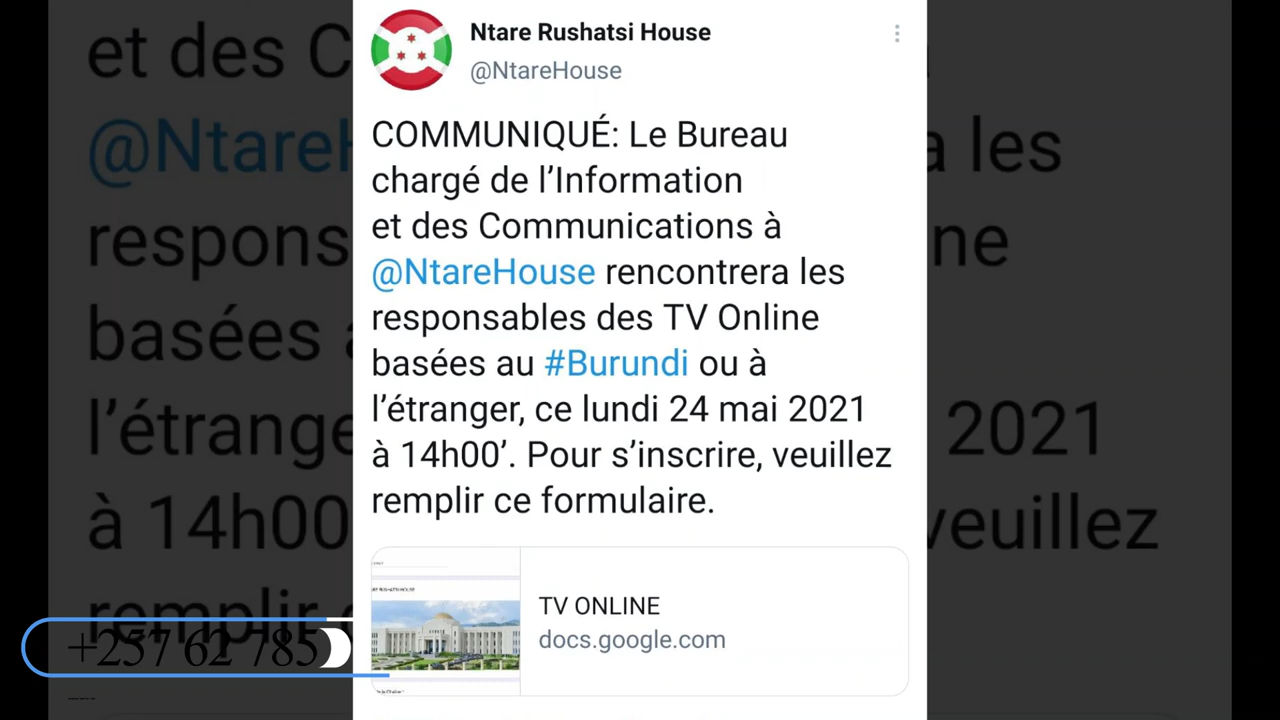 Ntare Rushatsi House
@NtareHouse
COMMUNIQUÉ: Le Bureau
chargé de l’Information
et des Communications à
@NtareHouse rencontrera les
responsables des TV Online
basées au #Burundi ou à
l’étranger, ce lundi 24 mai 2021
à 14h00’. Pour s’inscrire, veuillez
remplir ce formulaire.
TV ONLINE
docs.google.com
+257 62 785